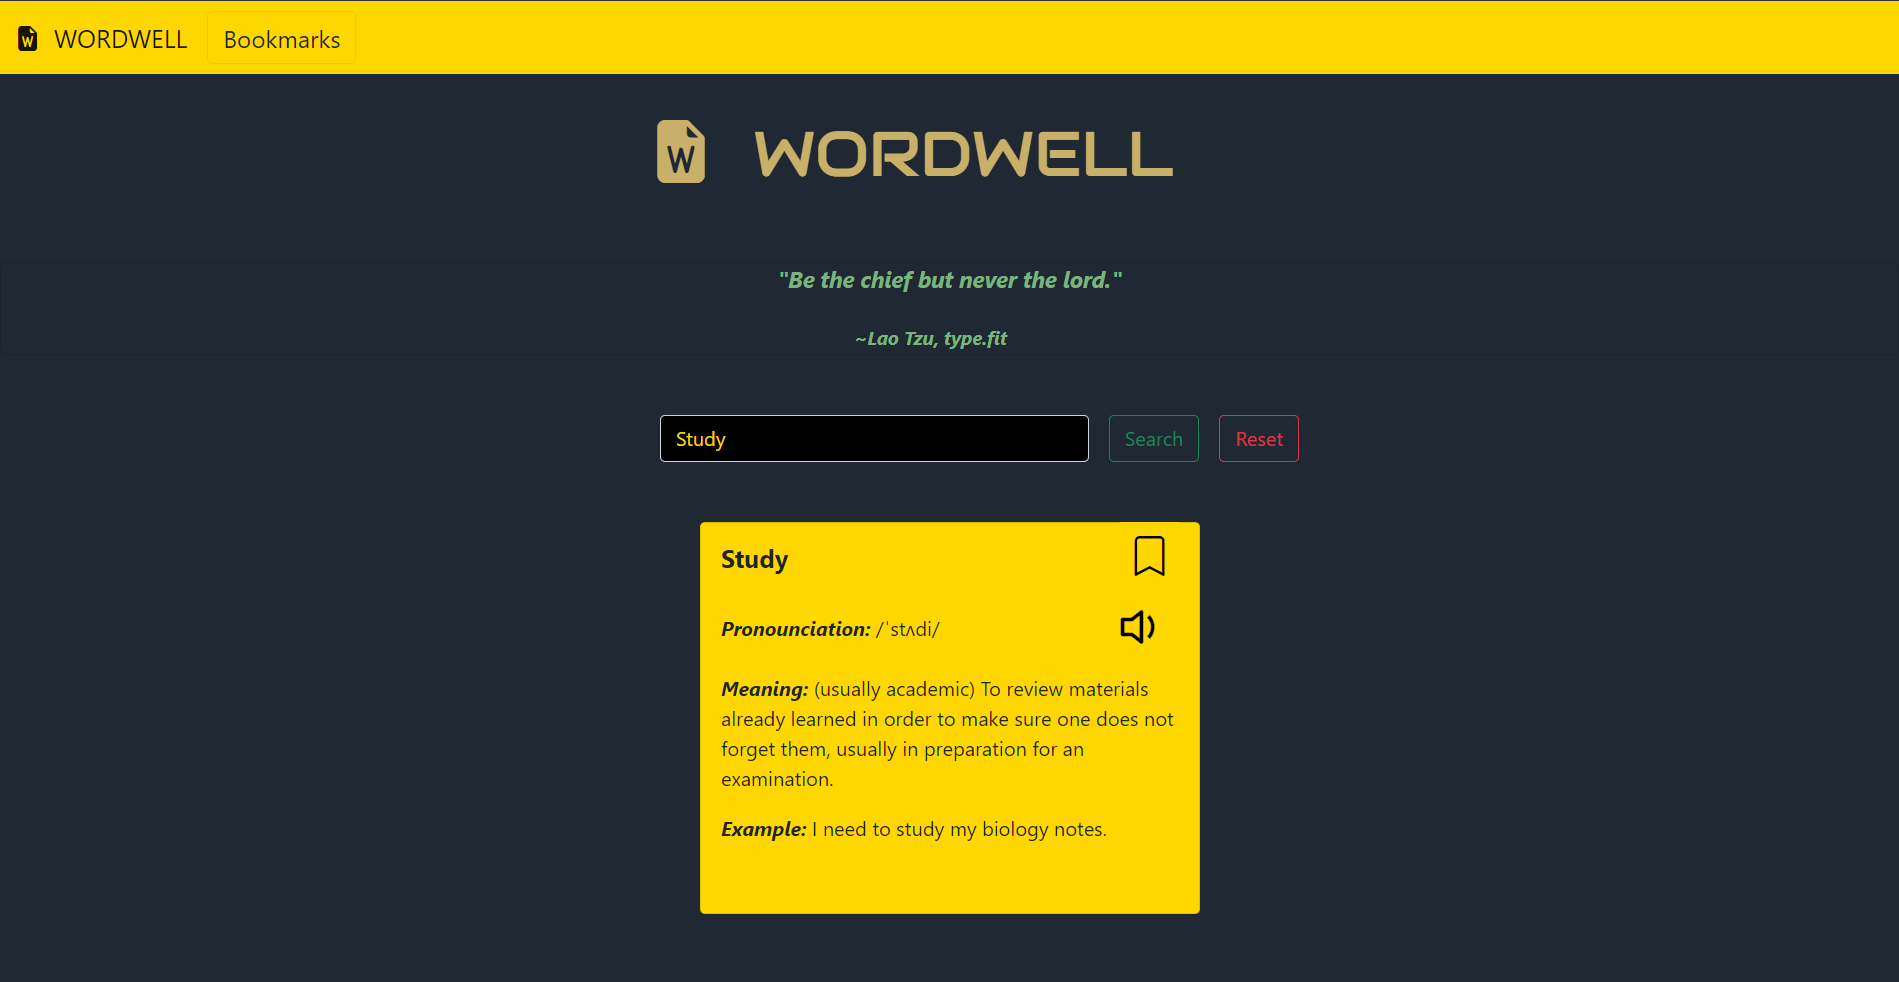 W WORDWELL Bookmarks
W WORDWELL
"Be the chief but never the lord."
~Lao Tzu, type.fit
Study Search Reset
Study
Pronounciation: /ˈstʌdi/
Meaning: (usually academic) To review materials
already learned in order to make sure one does not
forget them, usually in preparation for an
examination.
Example: I need to study my biology notes.